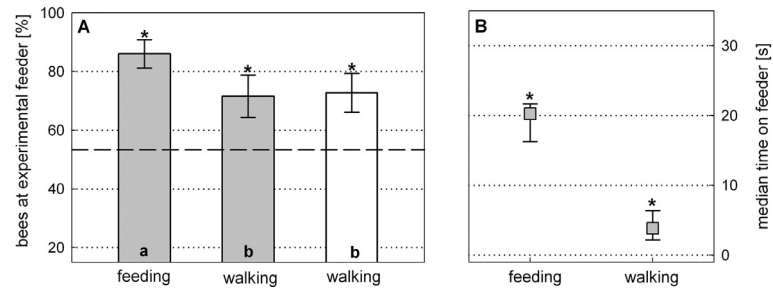 A
bees at experimental feeder [%]
100
80
60
40
20
*
*
*
a
b
b
feeding
walking
walking
B
median time on feeder [s]
30
20
10
0
*
*
feeding
walking